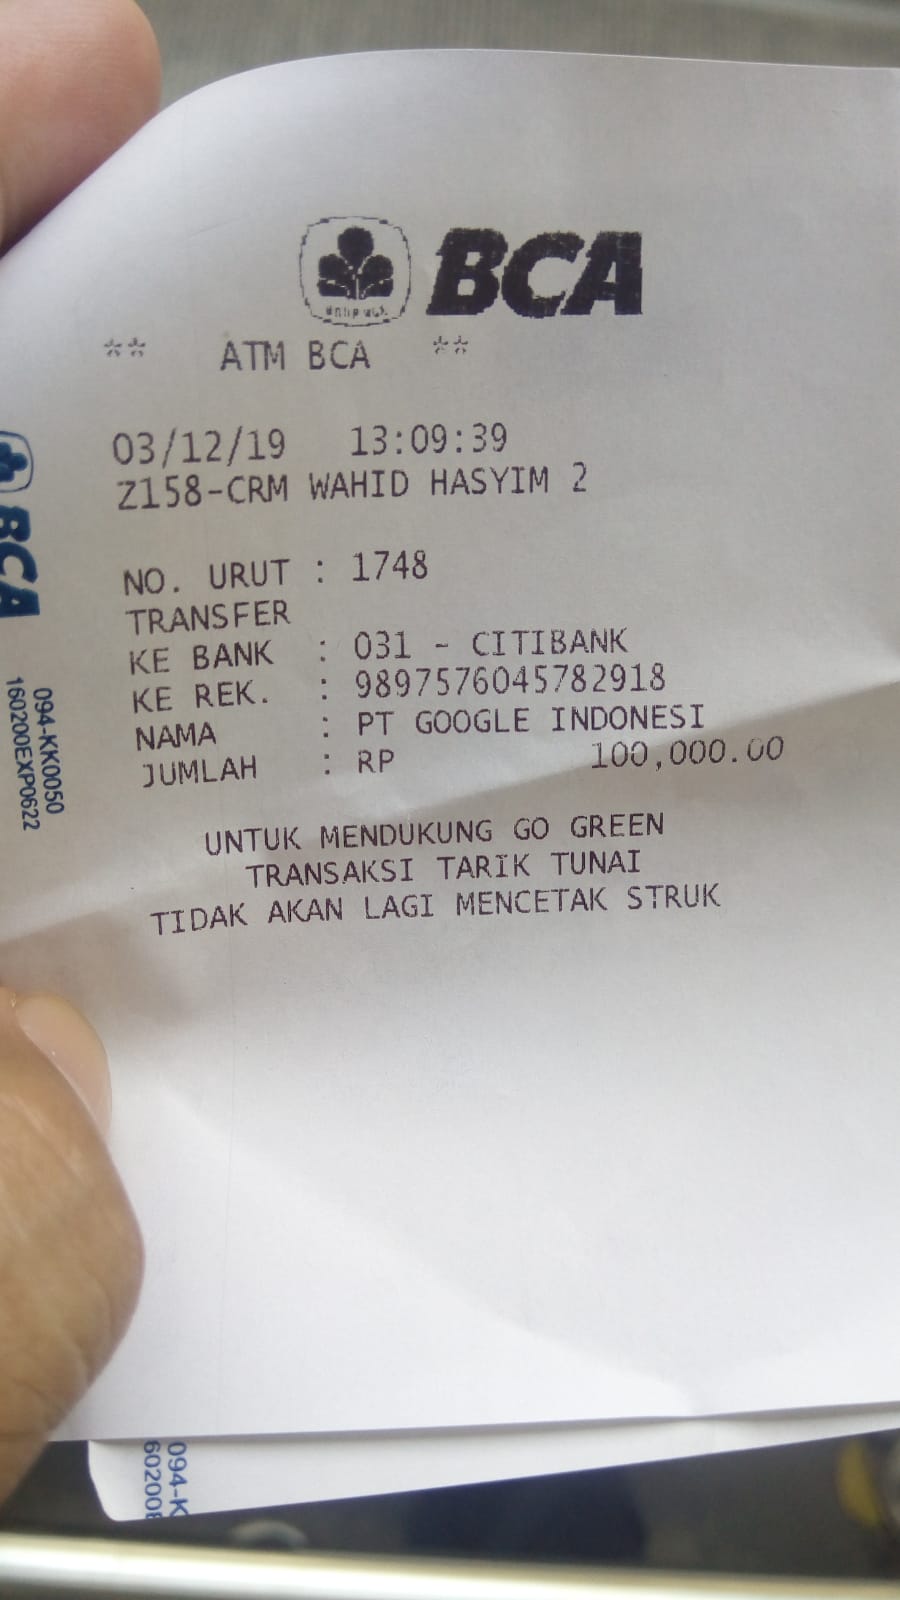 BCA
** ATM BCA **
03/12/19 13:09:39
Z158-CRM WAHID HASYIM 2
NO. URUT : 1748
TRANSFER
KE BANK : 031 - CITIBANK
KE REK. : 9897576045782918
NAMA : PT GOOGLE INDONESI
JUMLAH : RP 100,000.00
UNTUK MENDUKUNG GO GREEN
TRANSAKSI TARIK TUNAI
TIDAK AKAN LAGI MENCETAK STRUK
BCA
094-KK0050
160200EXP0622
094-K
60200E